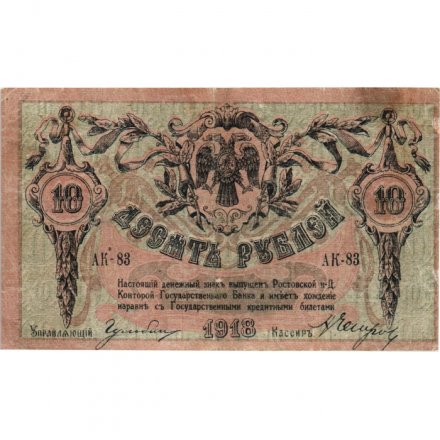 10 10
ДЕСЯТЬ РУБЛЕЙ
АК-83 АК-83
Настоящій денежный знакъ выпущен Ростовской н-Д.
Конторой Государственнаго Банка и имѣетъ хожденіе
наравнѣ съ Государственными кредитными билетами
Управляющій 1918 Кассиръ